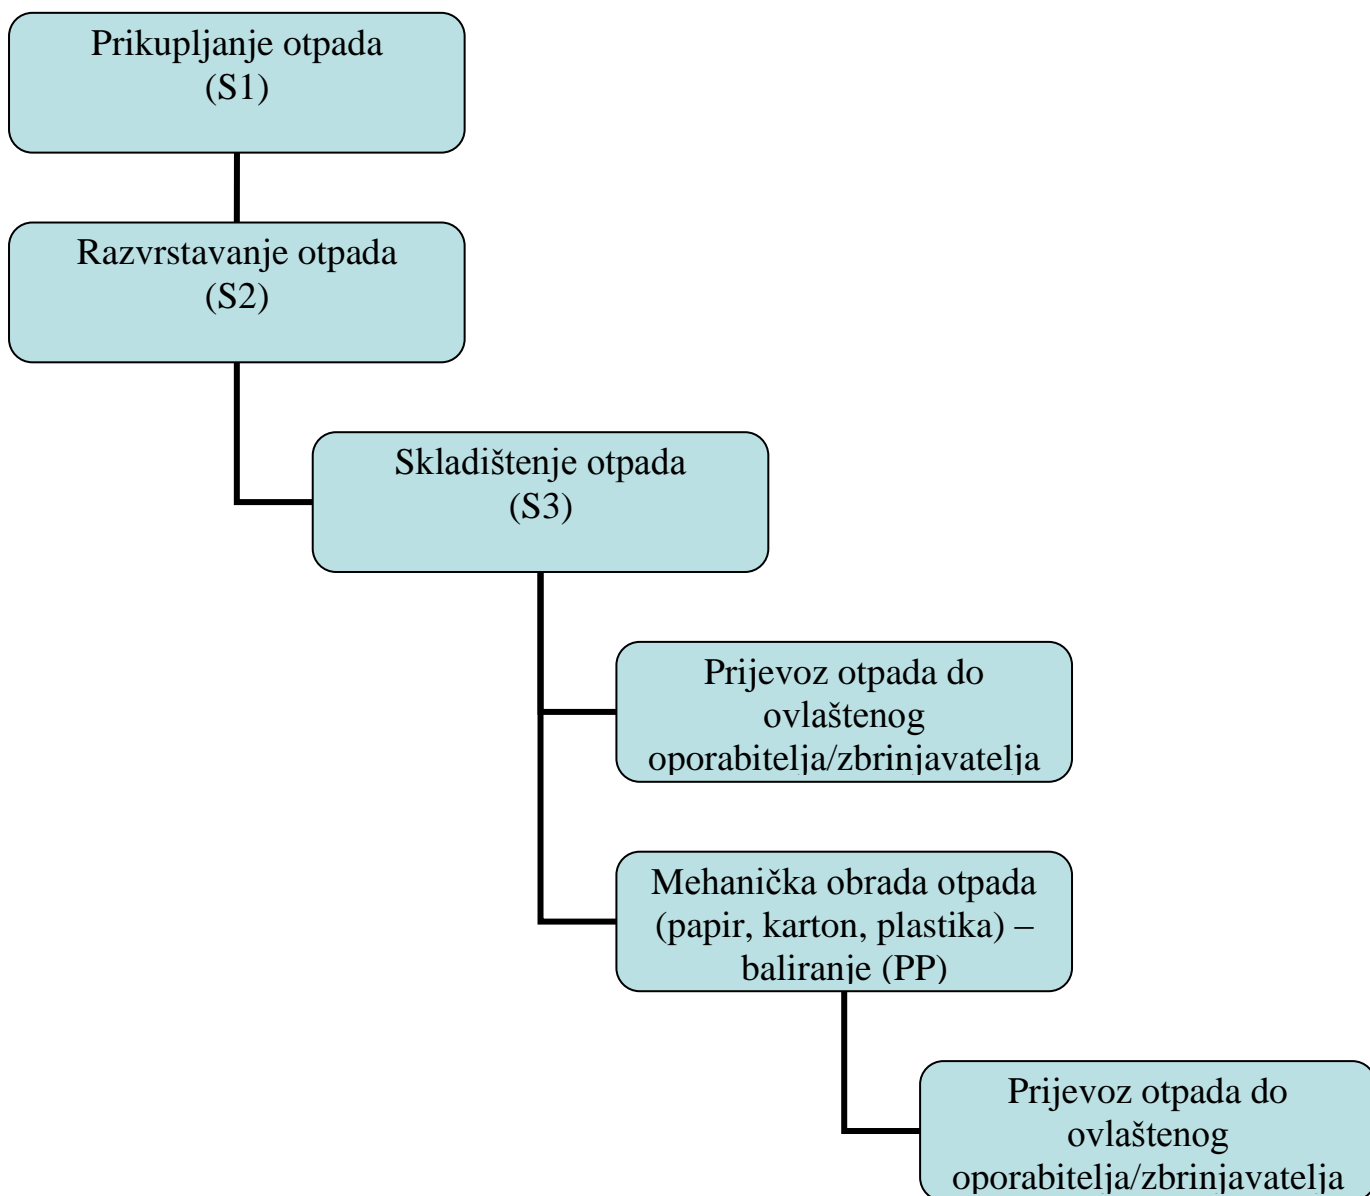 Prikupljanje otpada
(S1)
Razvrstavanje otpada
(S2)
Skladištenje otpada
(S3)
Prijevoz otpada do
ovlaštenog
oporabitelja/zbrinjavatelja
Mehanička obrada otpada
(papir, karton, plastika) –
baliranje (PP)
Prijevoz otpada do
ovlaštenog
oporabitelja/zbrinjavatelja